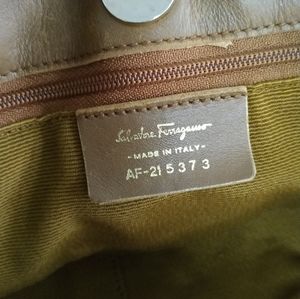 Salvatore Ferragamo
- MADE IN ITALY -
AF-21 5373